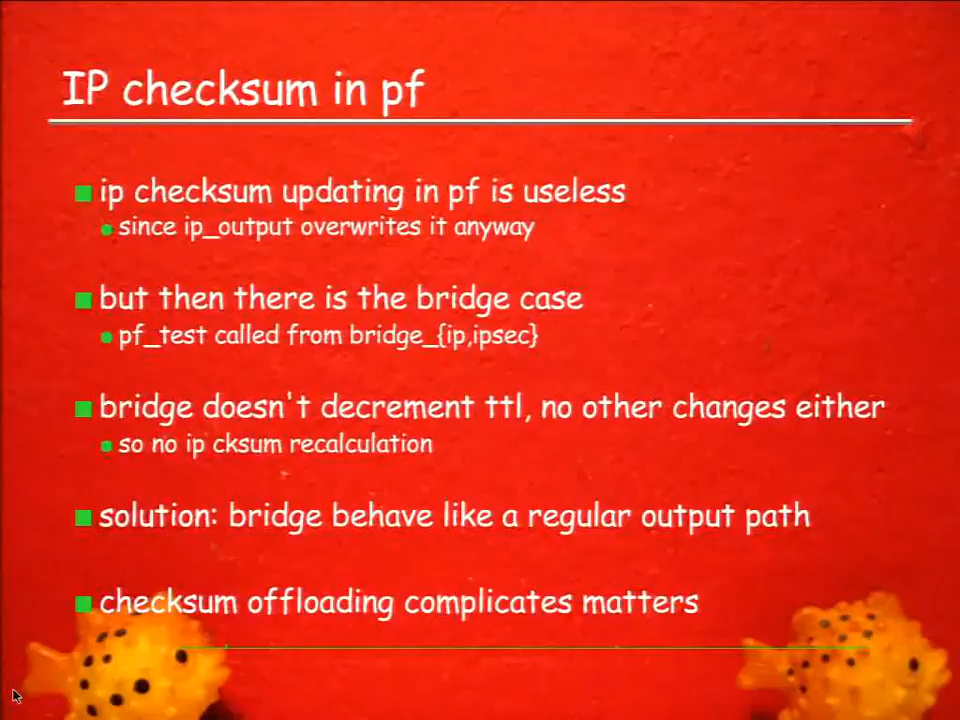 IP checksum in pf
ip checksum updating in pf is useless
since ip_output overwrites it anyway
but then there is the bridge case
pf_test called from bridge_{ip,ipsec}
bridge doesn't decrement ttl, no other changes either
so no ip cksum recalculation
solution: bridge behave like a regular output path
checksum offloading complicates matters